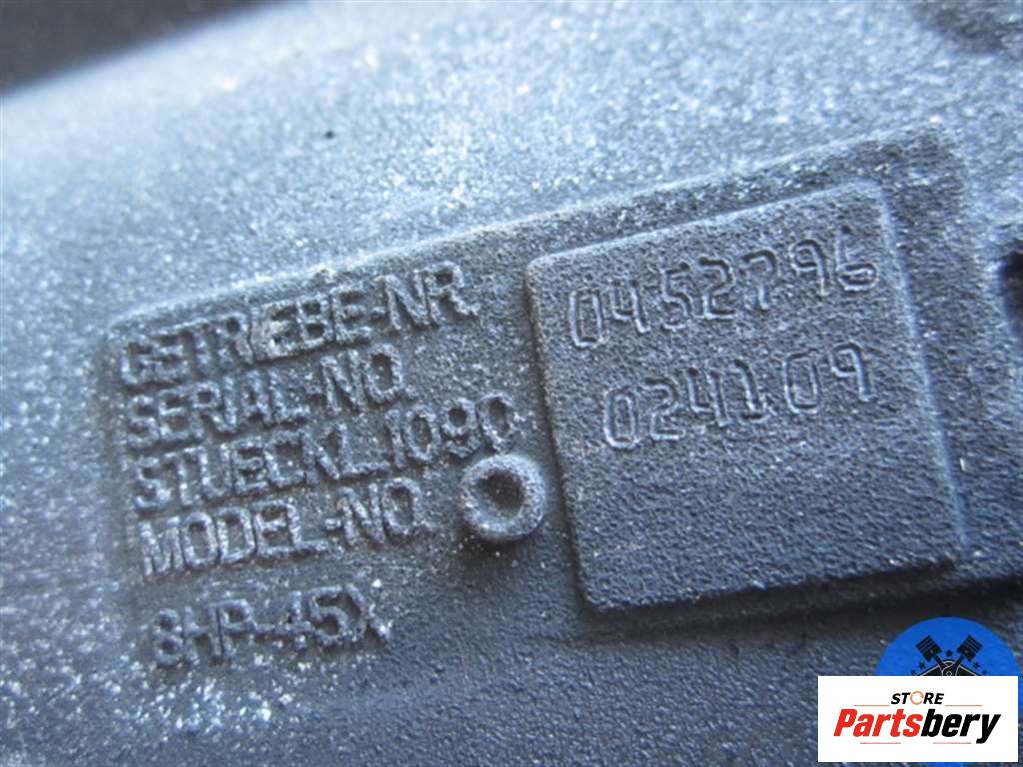 GETRIEBE-NR.
SERIAL-NO.
STUECKL.1090
MODEL-NO.
8HP-45X
0452796
024109
STORE
Partsbery